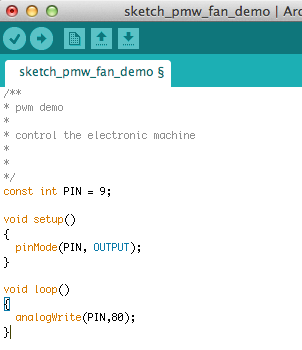 sketch_pmw_fan_demo | Ar
sketch_pmw_fan_demo §
/**
* pwm demo
*
* control the electronic machine
*
*
*/
const int PIN = 9;

void setup()
{
  pinMode(PIN, OUTPUT);
}

void loop()
{
  analogWrite(PIN,80);
}